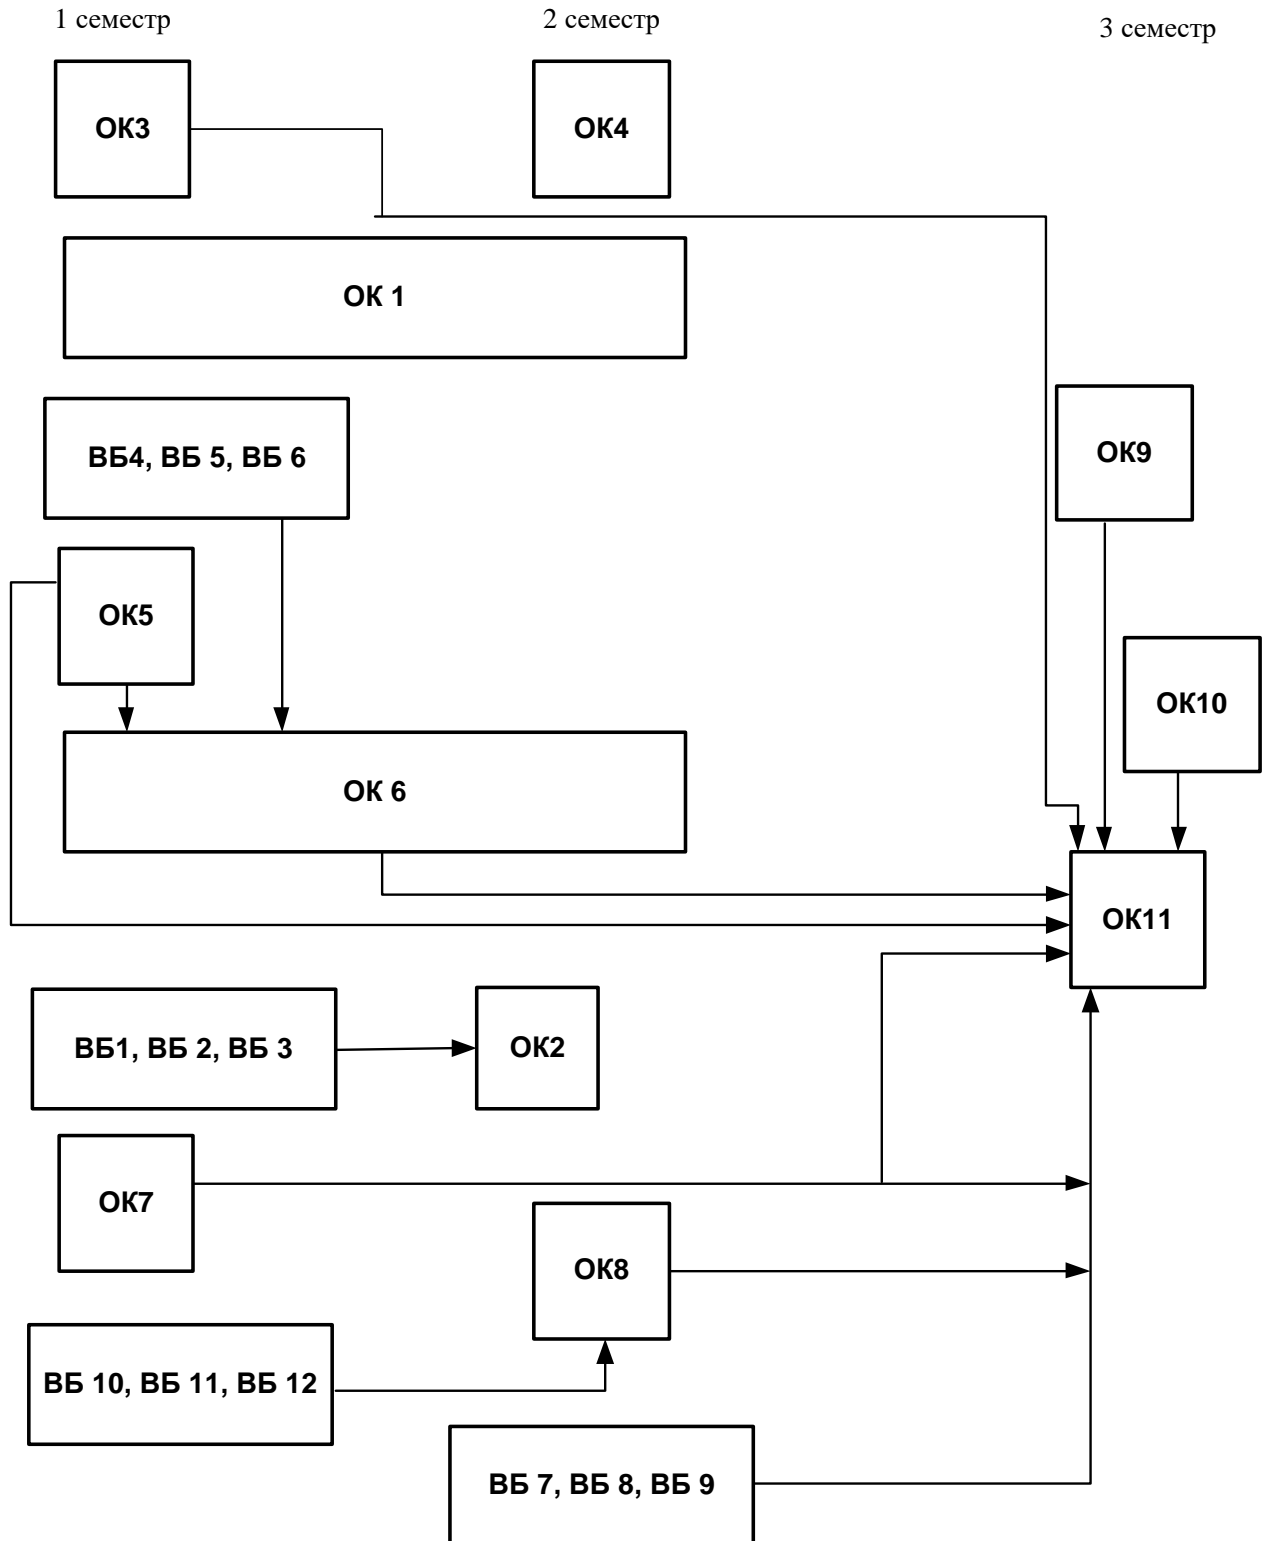 1 семестр
2 семестр
3 семестр
ОК3
ОК4
ОК 1
ВБ4, ВБ 5, ВБ 6
ОК9
ОК5
ОК10
ОК 6
ОК11
ВБ1, ВБ 2, ВБ 3
ОК2
ОК7
ОК8
ВБ 10, ВБ 11, ВБ 12
ВБ 7, ВБ 8, ВБ 9